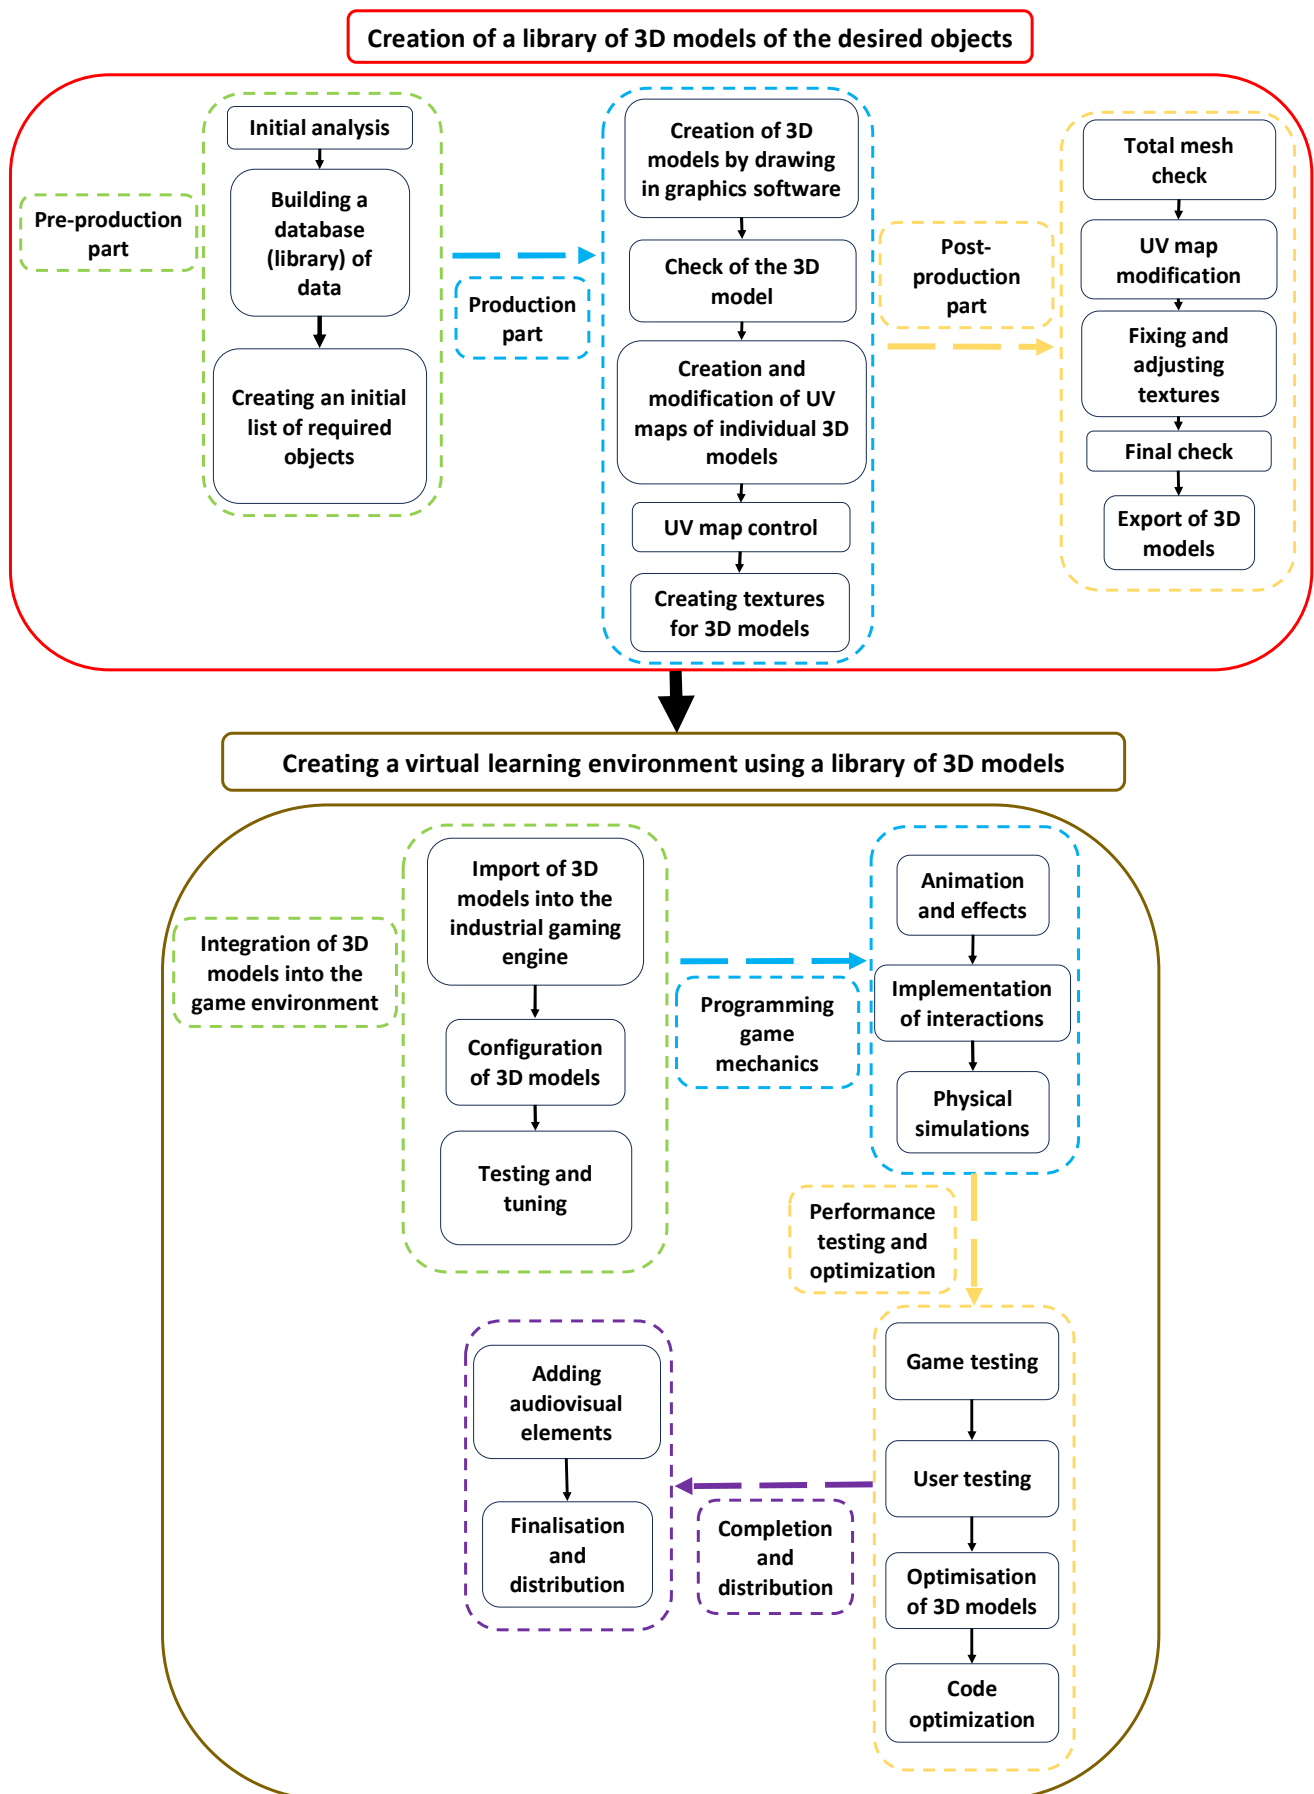 Creation of a library of 3D models of the desired objects
Pre-production
part
Initial analysis
Building a
database
(library) of
data
Creating an initial
list of required
objects
Production
part
Creation of 3D
models by drawing
in graphics software
Check of the 3D
model
Creation and
modification of UV
maps of individual 3D
models
UV map control
Creating textures
for 3D models
Post-
production
part
Total mesh
check
UV map
modification
Fixing and
adjusting
textures
Final check
Export of 3D
models
Creating a virtual learning environment using a library of 3D models
Integration of 3D
models into the
game environment
Import of 3D
models into the
industrial gaming
engine
Configuration
of 3D models
Testing and
tuning
Programming
game
mechanics
Animation
and effects
Implementation
of interactions
Physical
simulations
Performance
testing and
optimization
Game testing
User testing
Optimisation
of 3D models
Code
optimization
Completion
and
distribution
Adding
audiovisual
elements
Finalisation
and
distribution